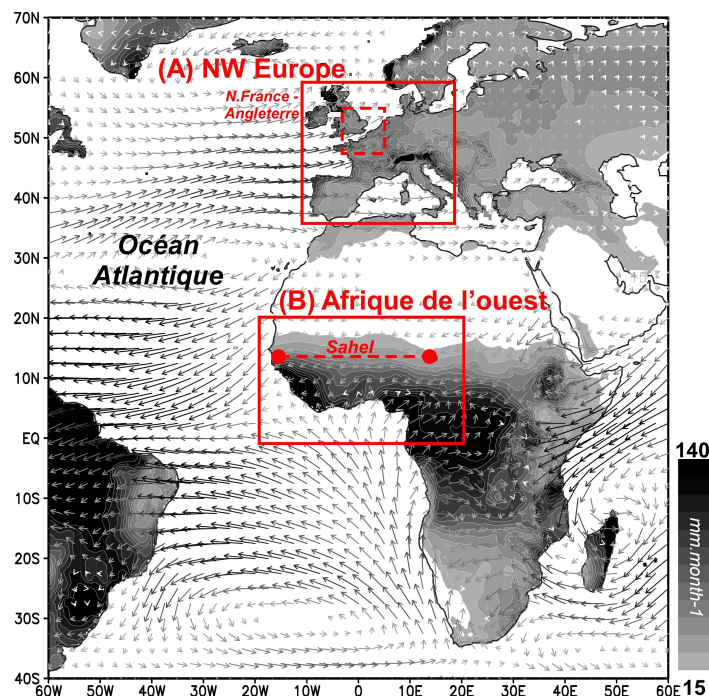 70N
60N
50N
40N
30N
20N
10N
EQ
10S
20S
30S
40S
(A) NW Europe
N.France -
Angleterre
Océan
Atlantique
(B) Afrique de l'ouest
Sahel
60W 50W 40W 30W 20W 10W 0 10E 20E 30E 40E 50E 60E
140
mm.month-1
15